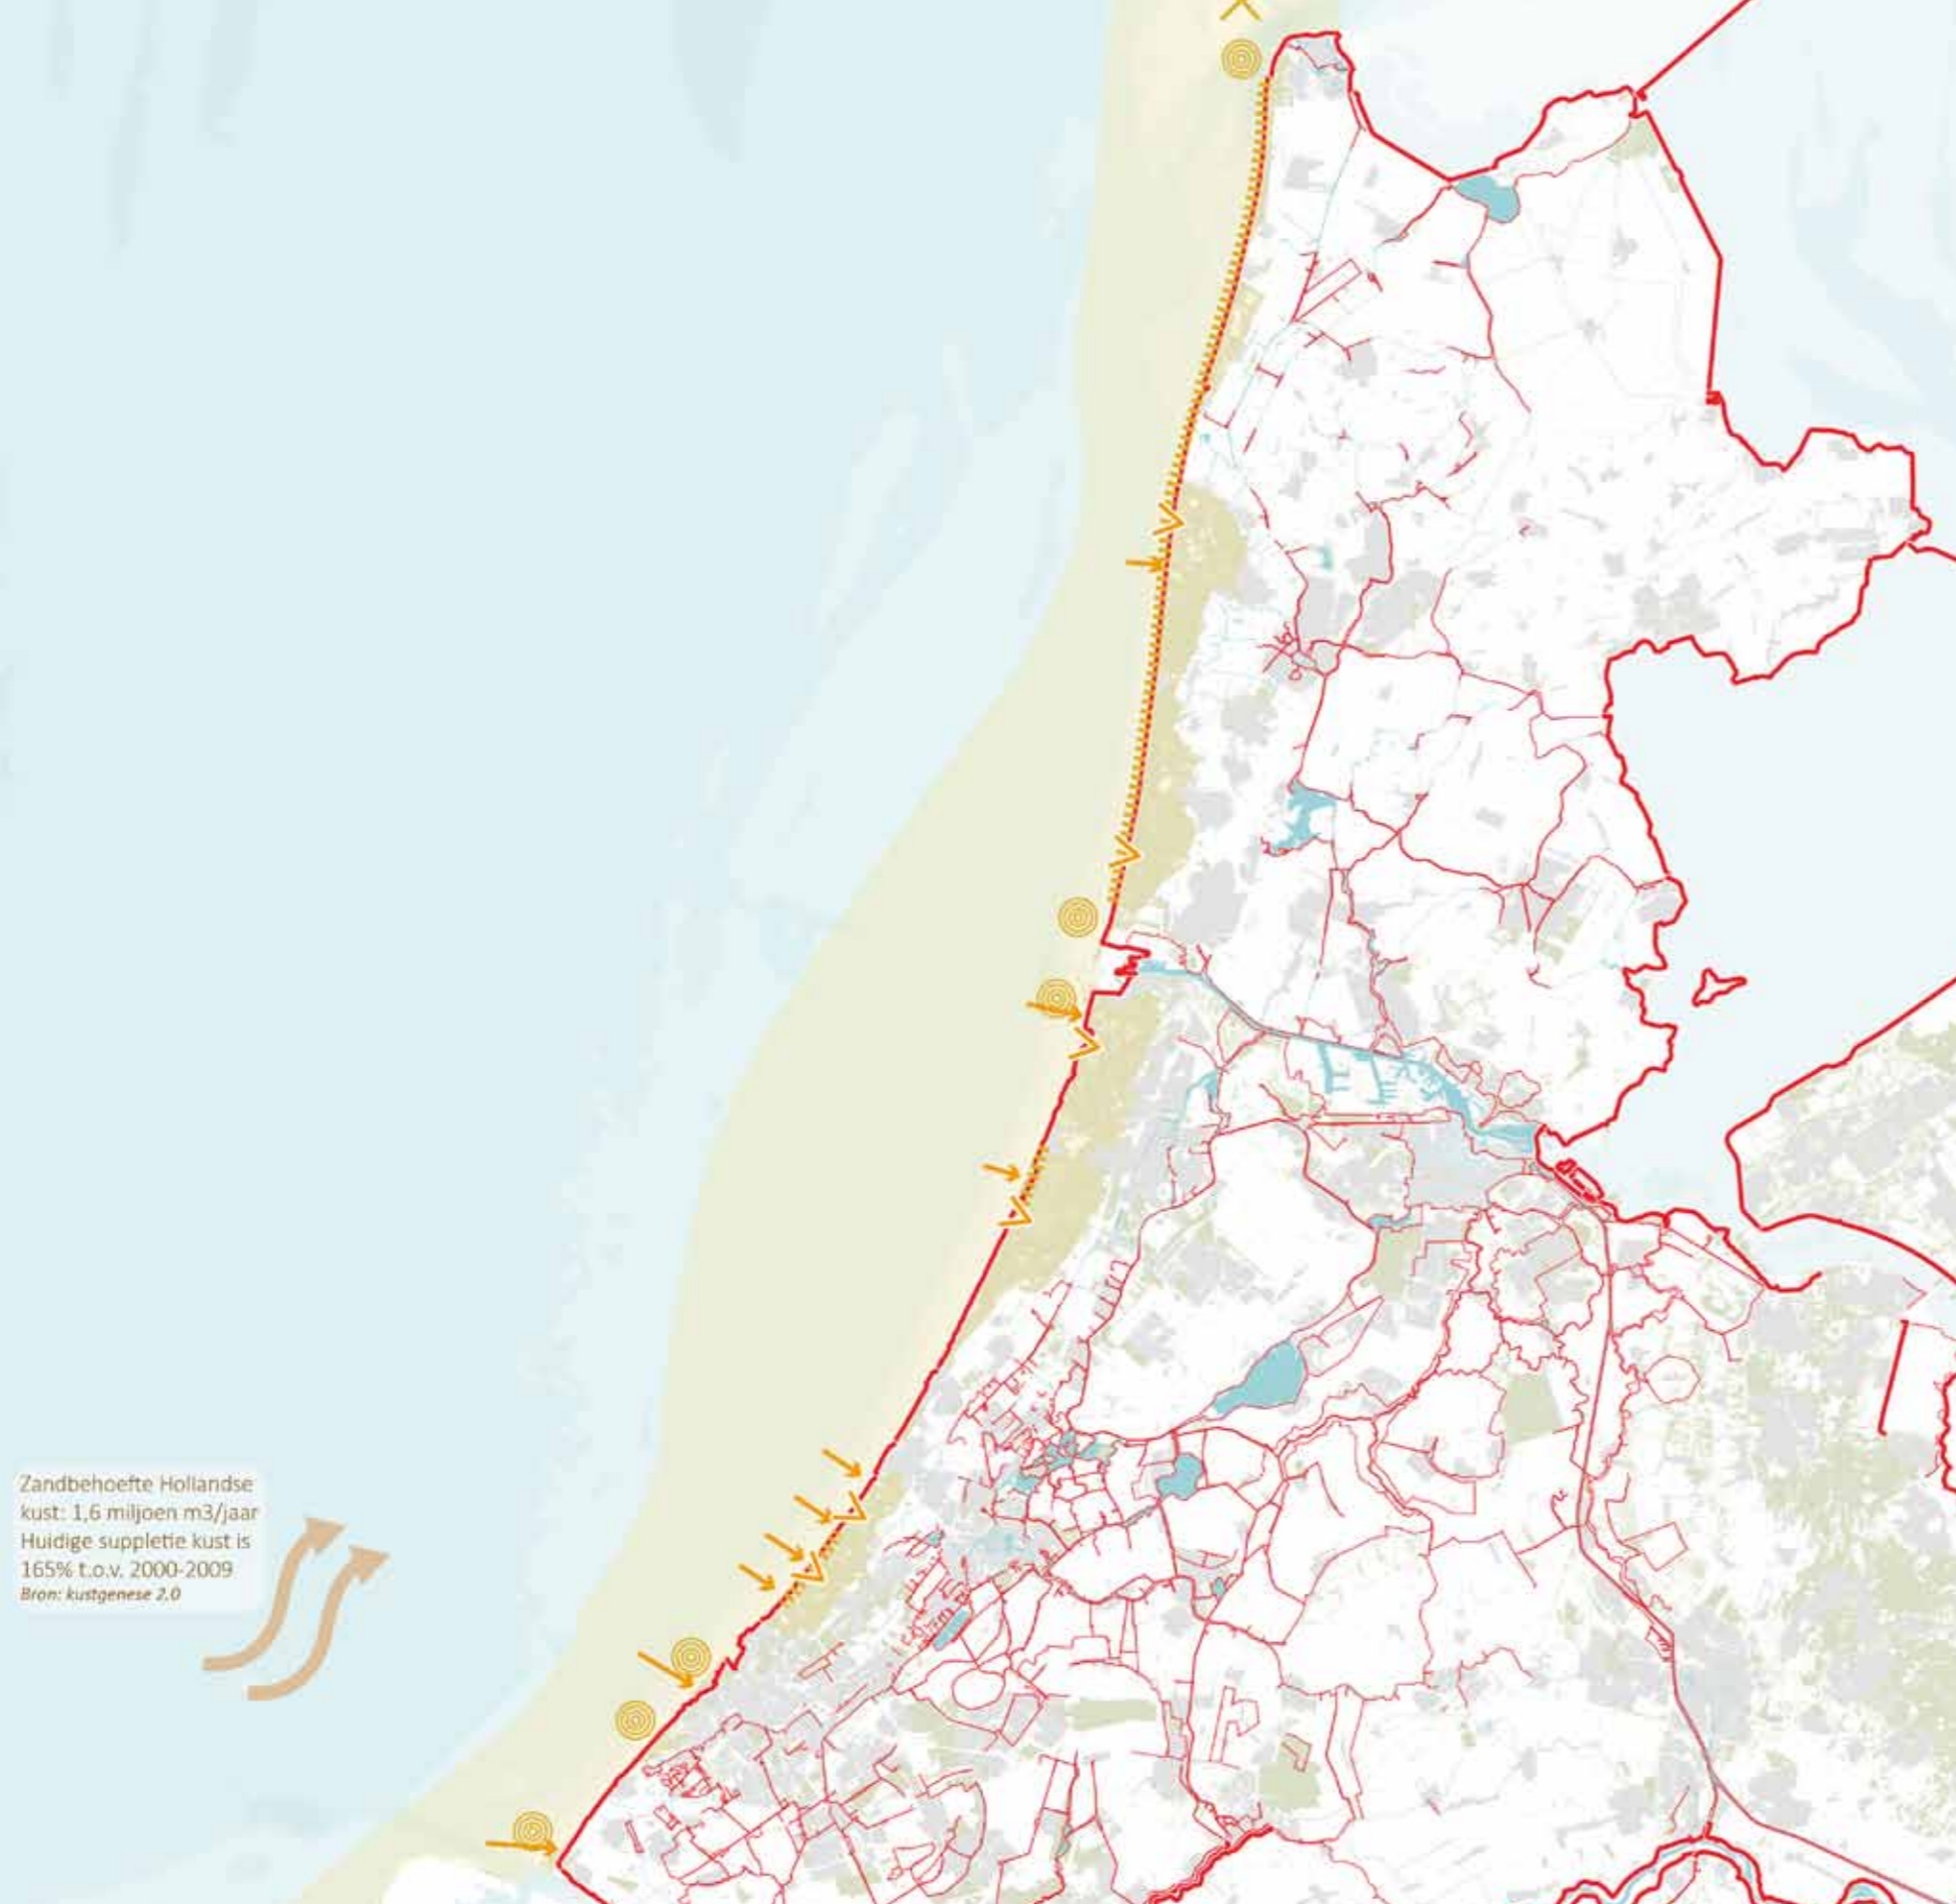 Zandbehoefte Hollandse
kust: 1,6 miljoen m3/jaar
Huidige suppletie kust is
165% t.o.v. 2000-2009
Bron: kustgenese 2.0